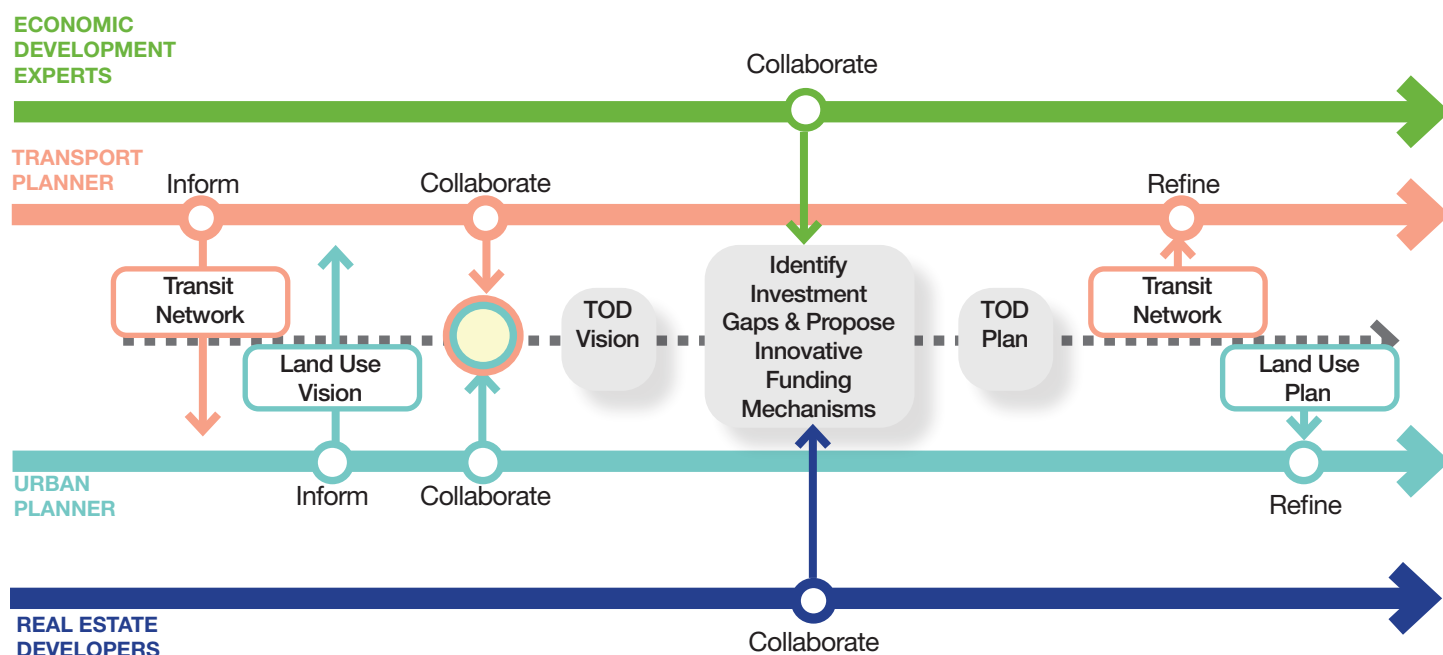 ECONOMIC
DEVELOPMENT
EXPERTS
Collaborate
TRANSPORT
PLANNER
Inform
Collaborate
Refine
Transit
Network
Land Use
Vision
TOD
Vision
Identify
Investment
Gaps & Propose
Innovative
Funding
Mechanisms
TOD
Plan
Transit
Network
Land Use
Plan
URBAN
PLANNER
Inform
Collaborate
Refine
REAL ESTATE
DEVELOPERS
Collaborate